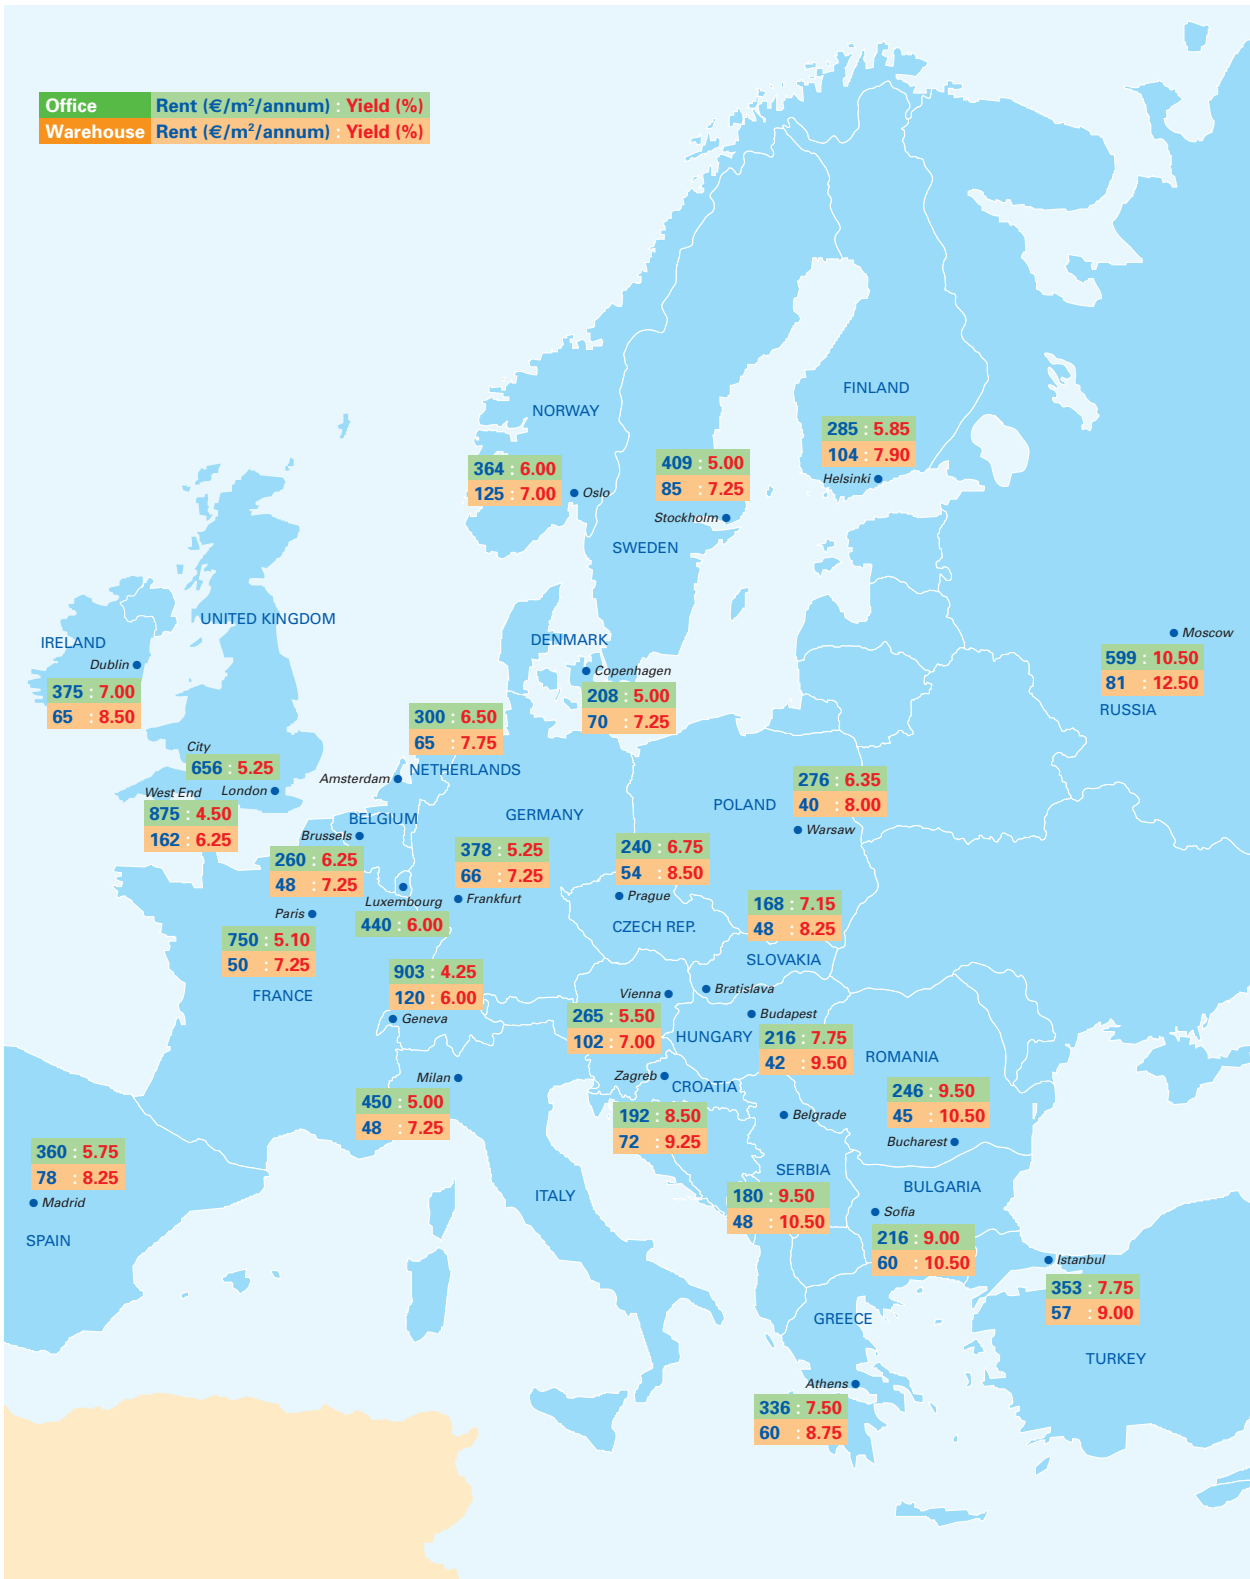 Office Rent (€/m²/annum) : Yield (%)
Warehouse Rent (€/m²/annum) : Yield (%)
FINLAND
285 : 5.85
104 : 7.90
Helsinki
NORWAY
364 : 6.00
125 : 7.00
Oslo
409 : 5.00
85 : 7.25
Stockholm
SWEDEN
UNITED KINGDOM
IRELAND
Dublin
375 : 7.00
65 : 8.50
DENMARK
Copenhagen
208 : 5.00
70 : 7.25
Moscow
599 : 10.50
81 : 12.50
RUSSIA
300 : 6.50
65 : 7.75
NETHERLANDS
Amsterdam
City
656 : 5.25
West End
London
875 : 4.50
162 : 6.25
BELGIUM
Brussels
260 : 6.25
48 : 7.25
GERMANY
378 : 5.25
66 : 7.25
Frankfurt
Luxembourg
440 : 6.00
POLAND
276 : 6.35
40 : 8.00
Warsaw
240 : 6.75
54 : 8.50
Prague
CZECH REP.
168 : 7.15
48 : 8.25
SLOVAKIA
Bratislava
Paris
750 : 5.10
50 : 7.25
FRANCE
903 : 4.25
120 : 6.00
Geneva
Vienna
265 : 5.50
102 : 7.00
Budapest
HUNGARY
216 : 7.75
42 : 9.50
ROMANIA
246 : 9.50
45 : 10.50
Bucharest
Milan
450 : 5.00
48 : 7.25
Zagreb
CROATIA
192 : 8.50
72 : 9.25
Belgrade
SERBIA
180 : 9.50
48 : 10.50
BULGARIA
Sofia
216 : 9.00
60 : 10.50
360 : 5.75
78 : 8.25
Madrid
SPAIN
ITALY
Istanbul
353 : 7.75
57 : 9.00
TURKEY
GREECE
Athens
336 : 7.50
60 : 8.75